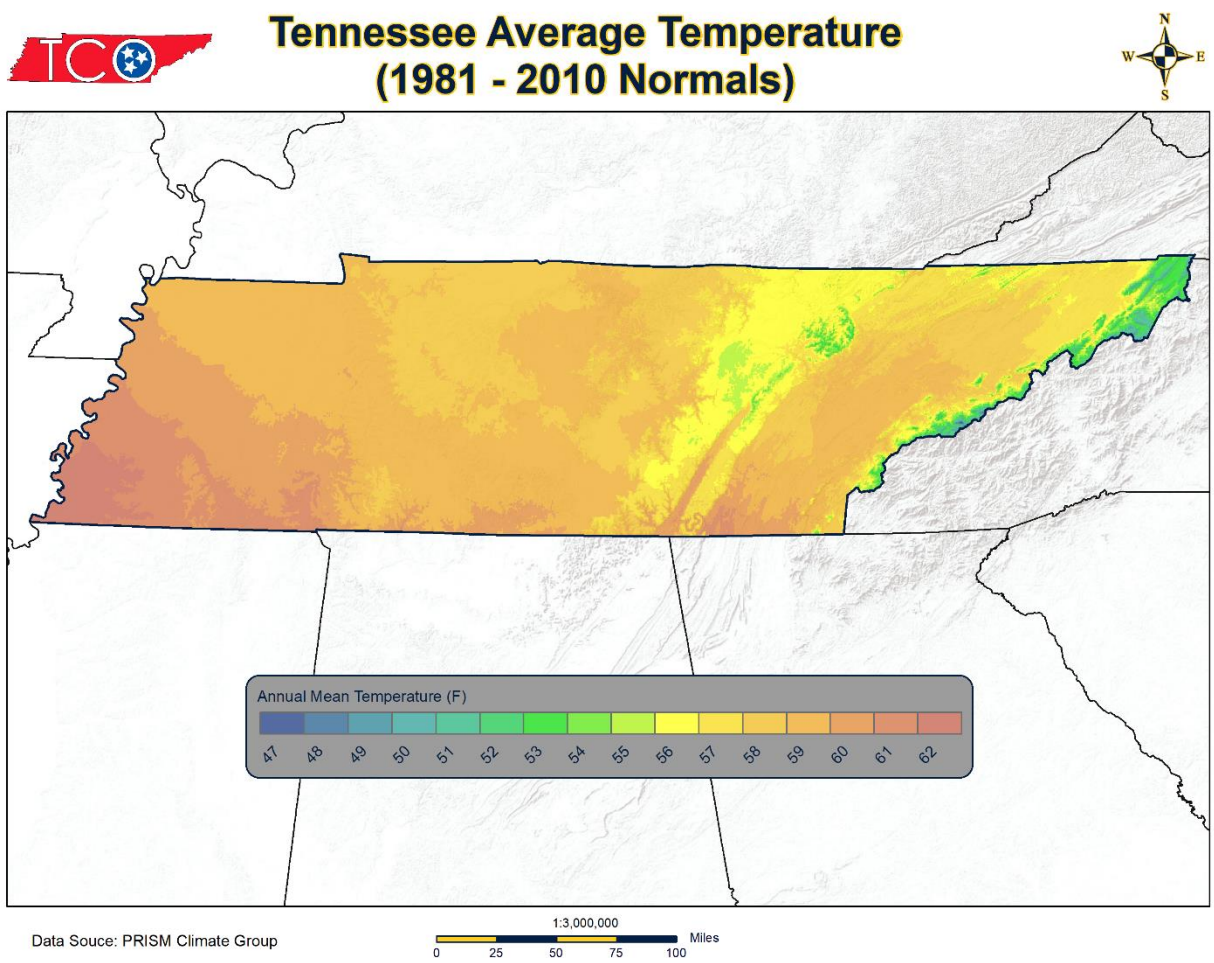 TCO
Tennessee Average Temperature
(1981 - 2010 Normals)
N
W E
S
Annual Mean Temperature (F)
47 48 49 50 51 52 53 54 55 56 57 58 59 60 61 62
Data Souce: PRISM Climate Group
1:3,000,000
Miles
0 25 50 75 100